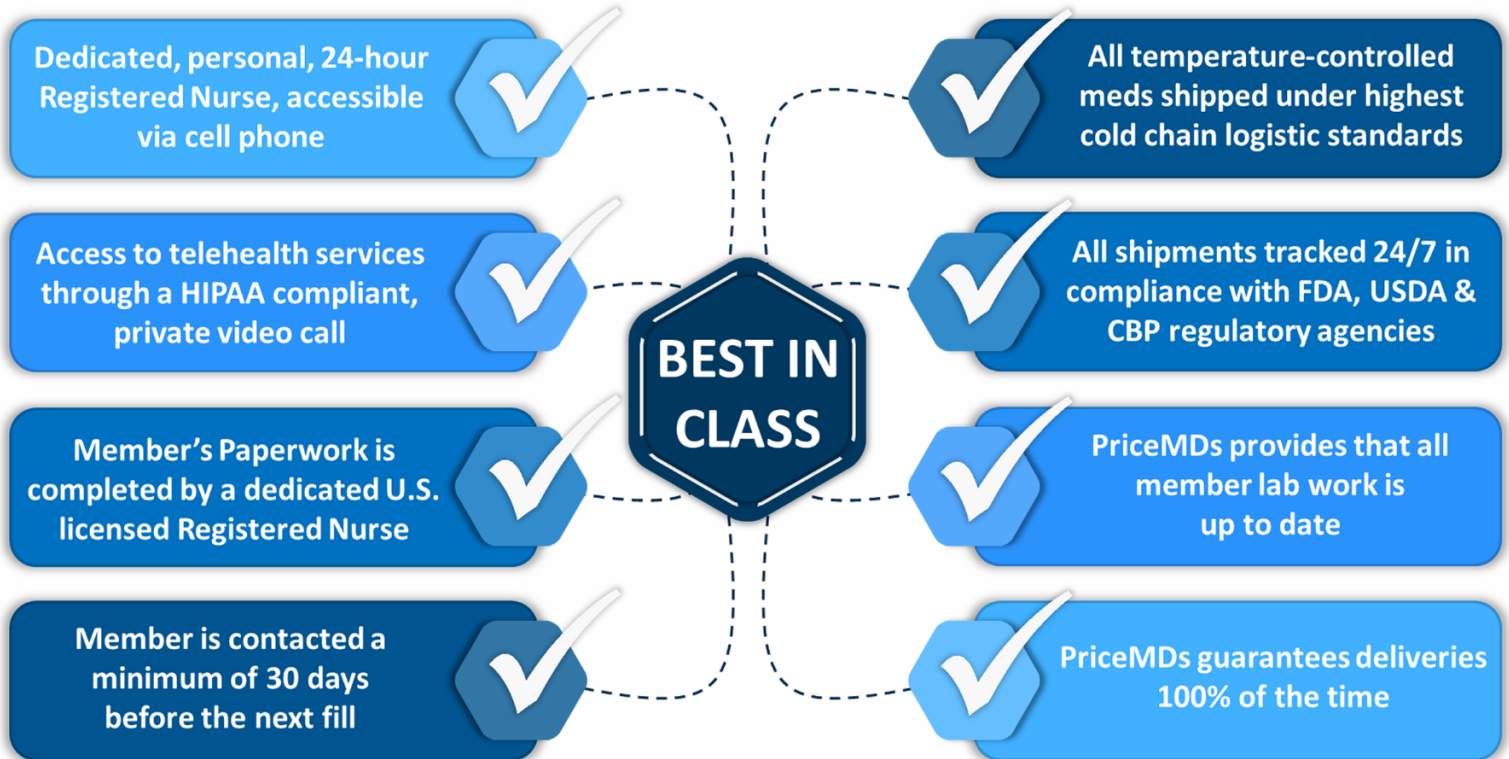 Dedicated, personal, 24-hour
Registered Nurse, accessible
via cell phone
Access to telehealth services
through a HIPAA compliant,
private video call
Member's Paperwork is
completed by a dedicated U.S.
licensed Registered Nurse
Member is contacted a
minimum of 30 days
before the next fill
BEST IN
CLASS
All temperature-controlled
meds shipped under highest
cold chain logistic standards
All shipments tracked 24/7 in
compliance with FDA, USDA &
CBP regulatory agencies
PriceMDs provides that all
member lab work is
up to date
PriceMDs guarantees deliveries
100% of the time